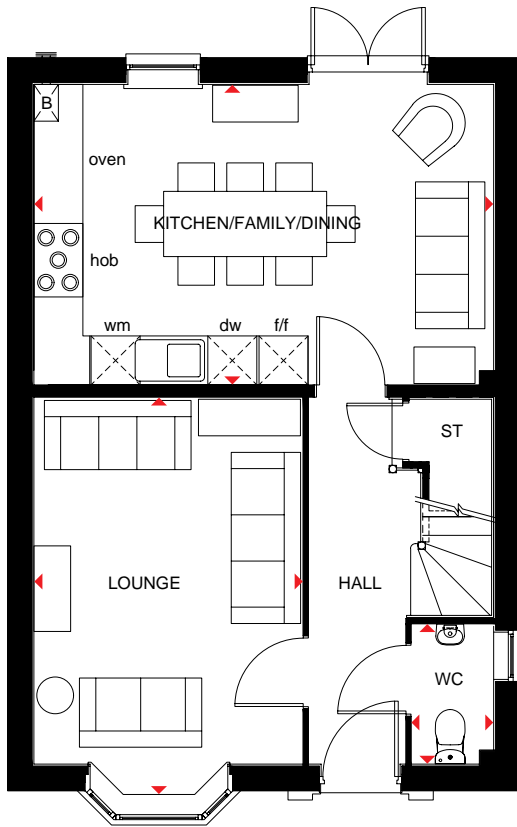 B
oven
KITCHEN/FAMILY/DINING
hob
wm dw f/f
ST
LOUNGE HALL
WC